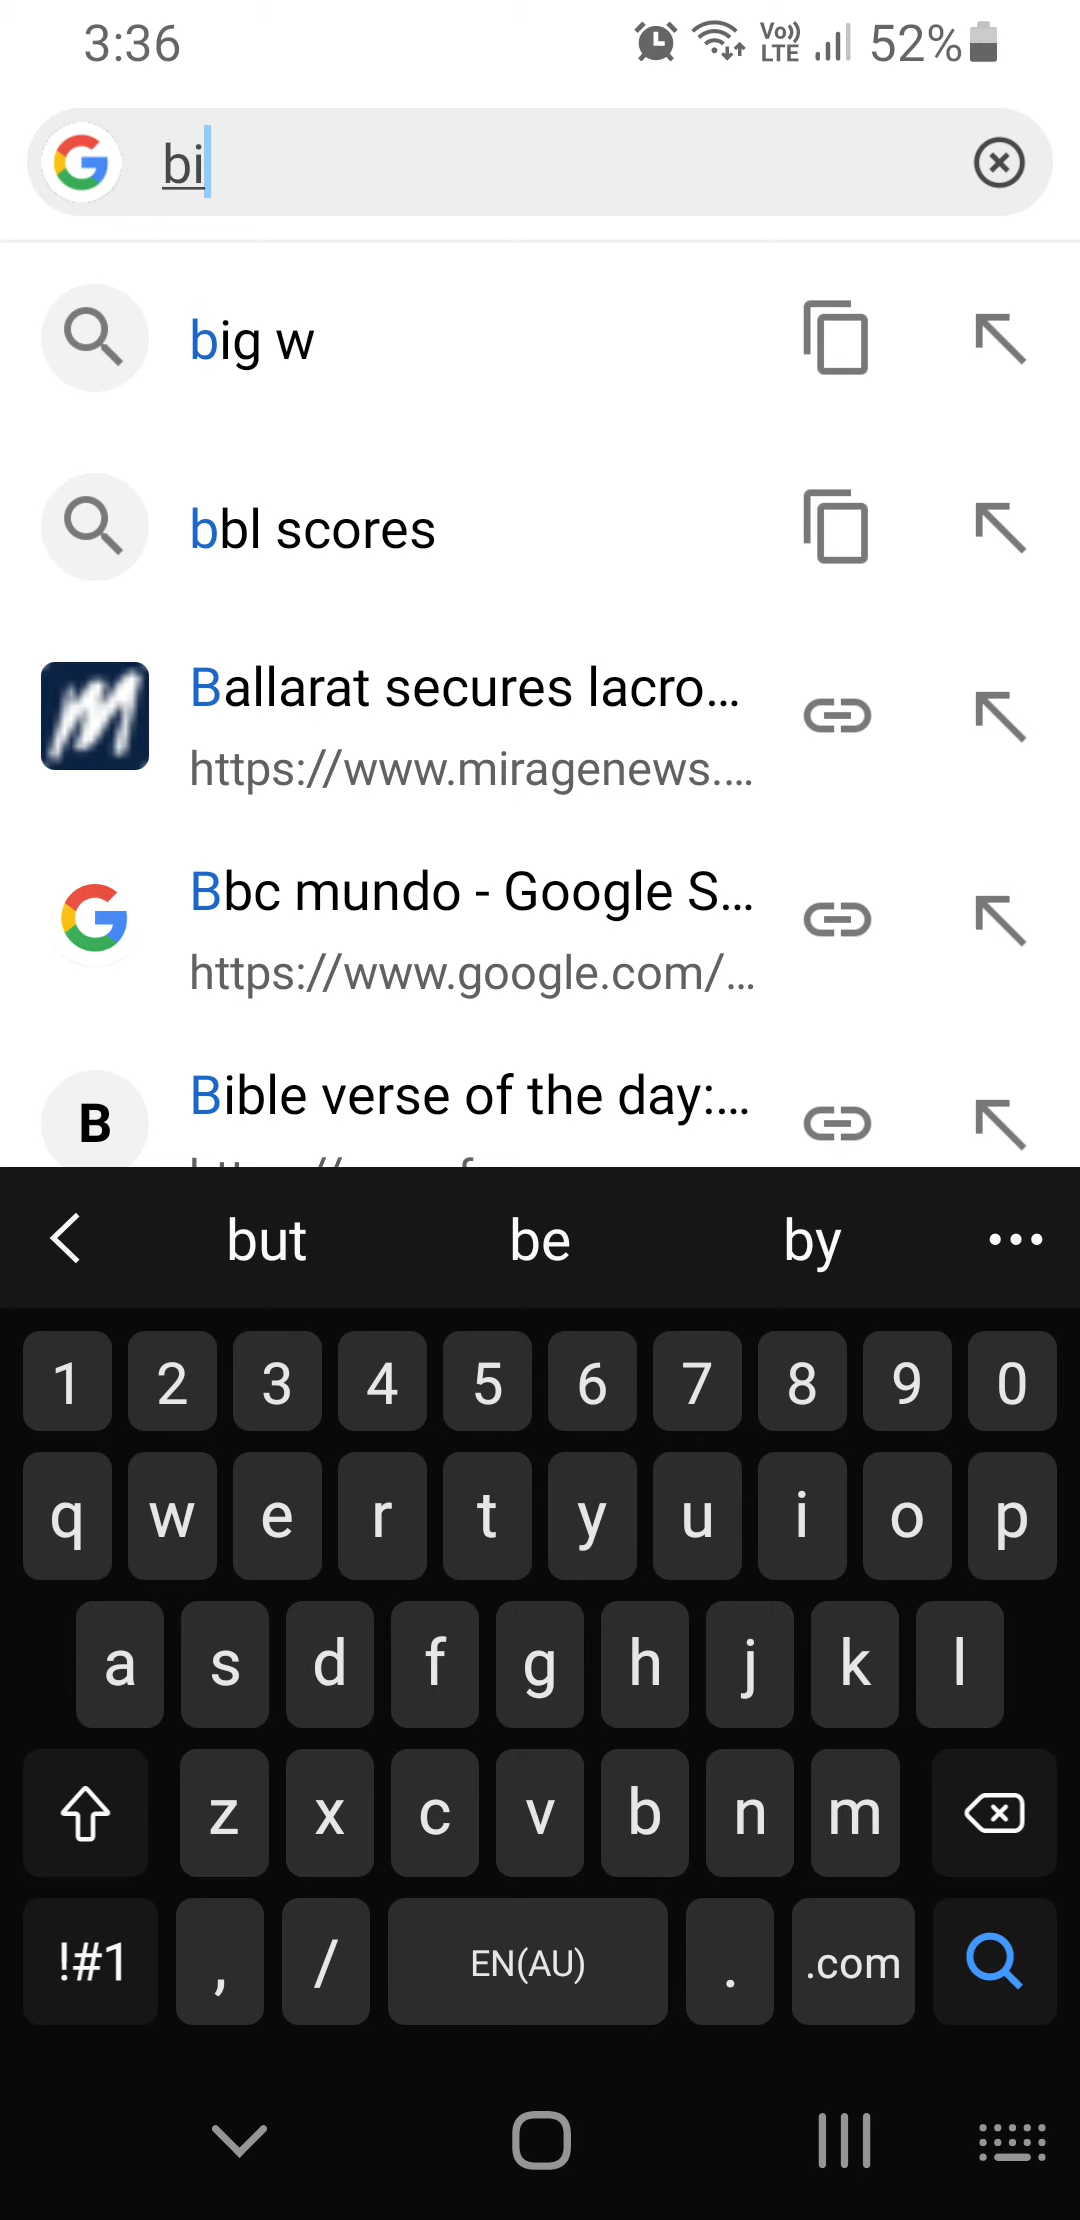 3:36
Vo)) LTE
52%
bi
big w
bbl scores
Ballarat secures lacro...
https://www.miragenews....
Bbc mundo - Google S...
https://www.google.com/...
B
Bible verse of the day:...
but be by
1 2 3 4 5 6 7 8 9 0
q w e r t y u i o p
a s d f g h j k l
z x c v b n m
!#1 , / EN(AU) . .com